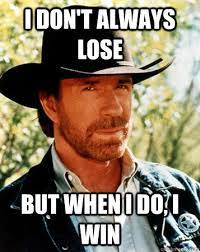 I DON'T ALWAYS
LOSE
BUT WHEN I DO, I
WIN